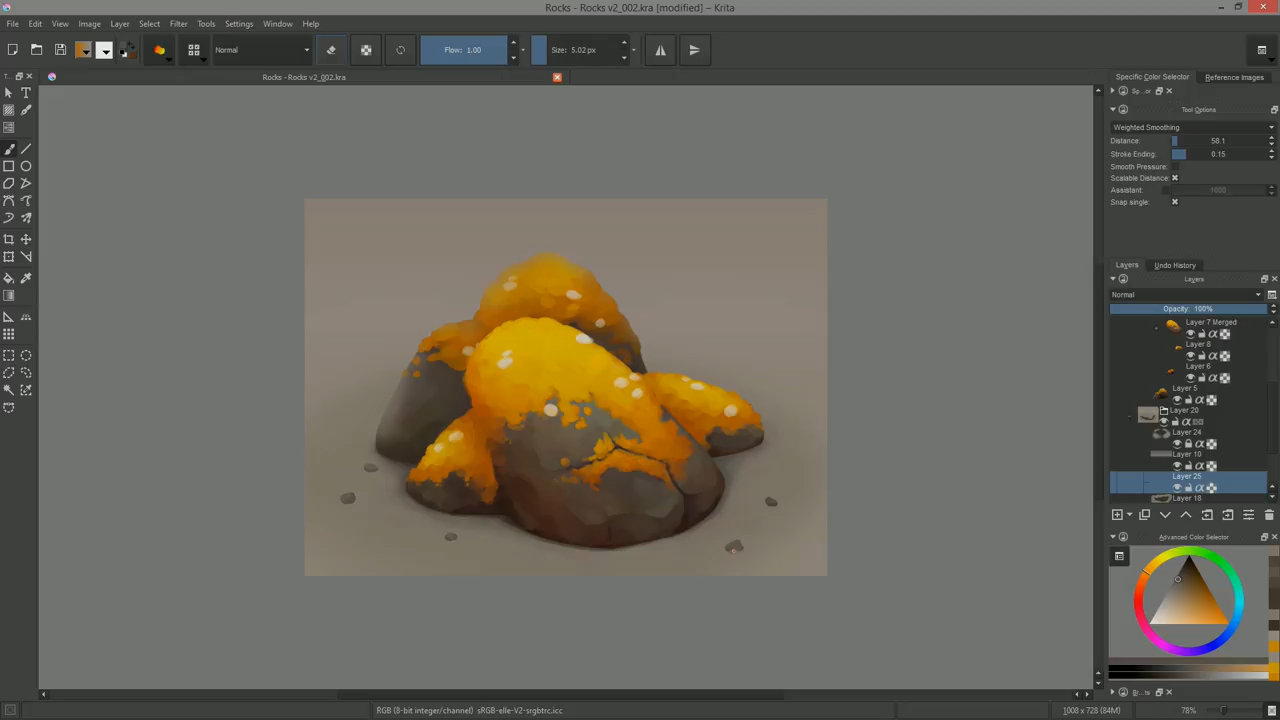 Rocks - Rocks v2_002.kra [modified] – Krita
File Edit View Image Layer Select Filter Tools Settings Window Help
Normal Flow: 1.00 Size: 5.02 px
Rocks - Rocks v2_002.kra
Specific Color Selector Reference Images
T...
Sp...or
Tool Options
Weighted Smoothing
Distance: 58.1
Stroke Ending: 0.15
Smooth Pressure:
Scalable Distance:
Assistant: 1000
Snap single:
Layers Undo History
Layers
Normal
Opacity: 100%
Layer 7 Merged
Layer 8
Layer 6
Layer 5
Layer 20
Layer 24
Layer 10
Layer 25
Layer 18
Advanced Color Selector
Br...ts
RGB (8-bit integer/channel) sRGB-elle-V2-srgbtrc.icc
1008 x 728 (84M)
78%